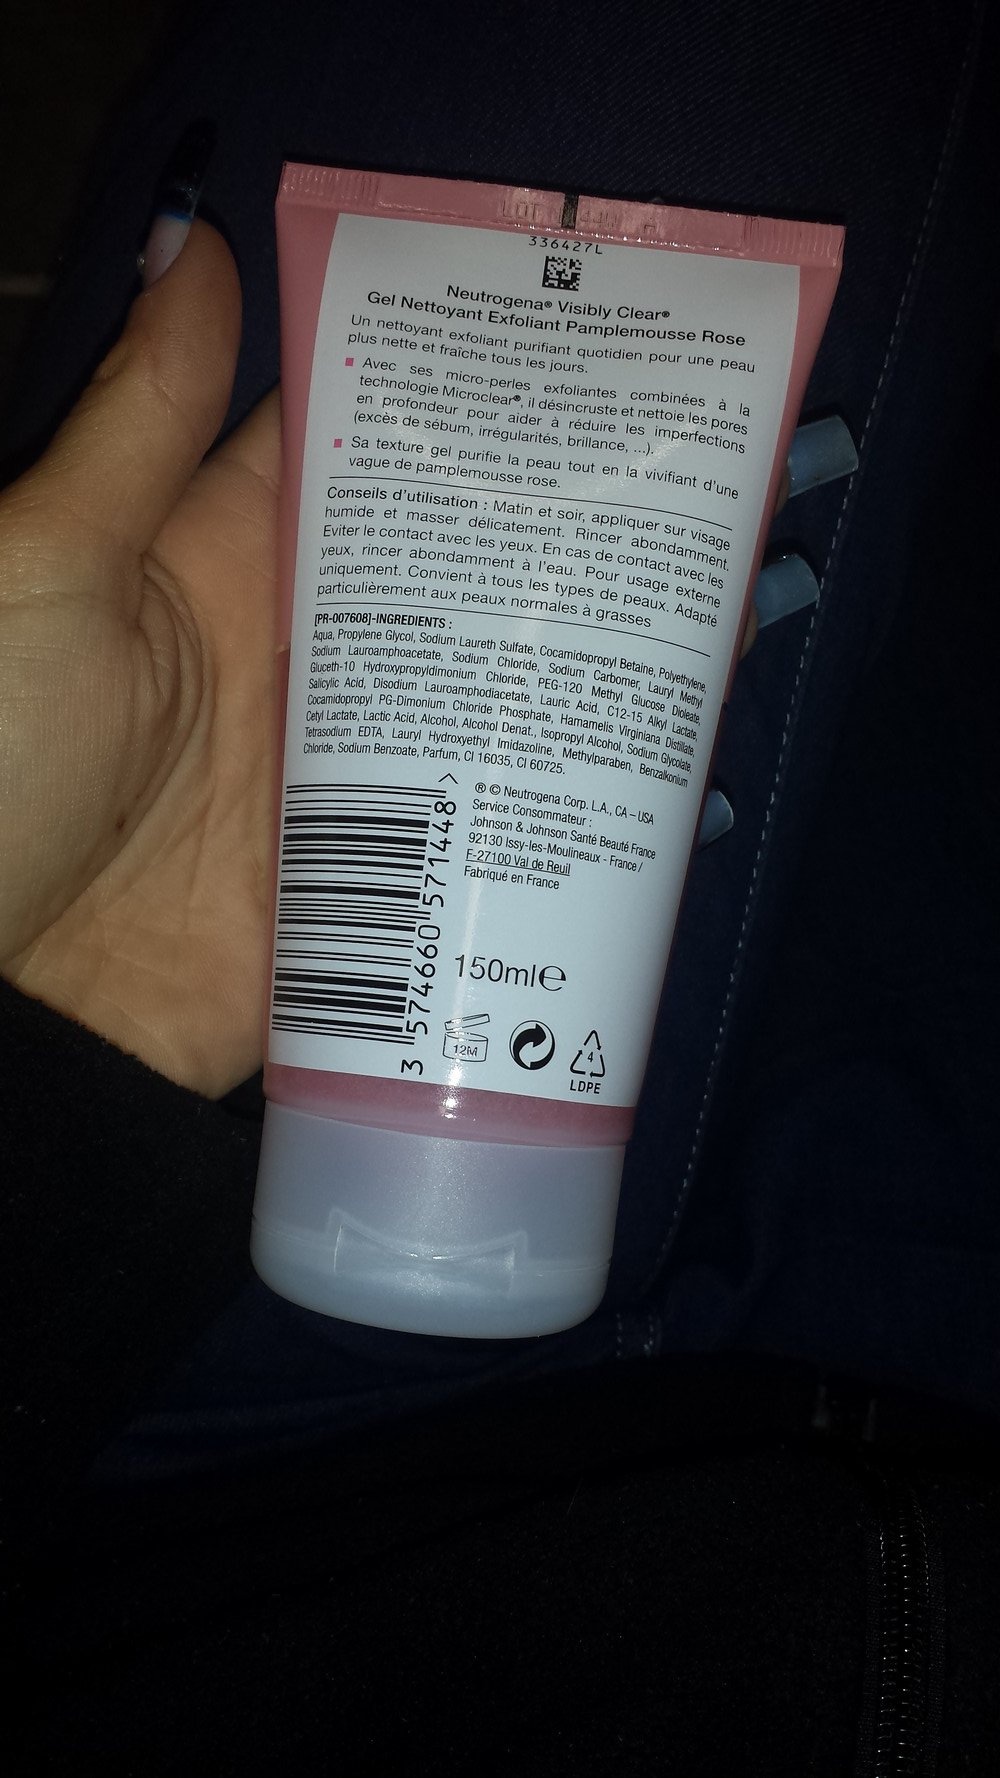 LOT
336427L
Neutrogena® Visibly Clear®
Gel Nettoyant Exfoliant Pamplemousse Rose
Un nettoyant exfoliant purifiant quotidien pour une peau
plus nette et fraîche tous les jours.
Avec ses micro-perles exfoliantes combinées à la
technologie Microclear®, il désincruste et nettoie les pores
en profondeur pour aider à réduire les imperfections
(excès de sébum, irrégularités, brillance, ...).
Sa texture gel purifie la peau tout en la vivifiant d'une
vague de pamplemousse rose.
Conseils d'utilisation : Matin et soir, appliquer sur visage
humide et masser délicatement. Rincer abondamment.
Eviter le contact avec les yeux. En cas de contact avec les
yeux, rincer abondamment à l'eau. Pour usage externe
uniquement. Convient à tous les types de peaux. Adapté
particulièrement aux peaux normales à grasses
[PR-007608]-INGREDIENTS :
Aqua, Propylene Glycol, Sodium Laureth Sulfate, Cocamidopropyl Betaine, Polyethylene,
Sodium Lauroamphoacetate, Sodium Chloride, Sodium Carbomer, Lauryl Methyl
Gluceth-10 Hydroxypropyldimonium Chloride, PEG-120 Methyl Glucose Dioleate,
Salicylic Acid, Disodium Lauroamphodiacetate, Lauric Acid, C12-15 Alkyl Lactate,
Cocamidopropyl PG-Dimonium Chloride Phosphate, Hamamelis Virginiana Distillate,
Cetyl Lactate, Lactic Acid, Alcohol, Alcohol Denat., Isopropyl Alcohol, Sodium Glycolate,
Tetrasodium EDTA, Lauryl Hydroxyethyl Imidazoline, Methylparaben, Benzalkonium
Chloride, Sodium Benzoate, Parfum, CI 16035, CI 60725.
® © Neutrogena Corp. L.A., CA – USA
Service Consommateur :
Johnson & Johnson Santé Beauté France
92130 Issy-les-Moulineaux - France /
F-27100 Val de Reuil
Fabriqué en France
3 574660 571448 >
150ml℮
12M
4
LDPE